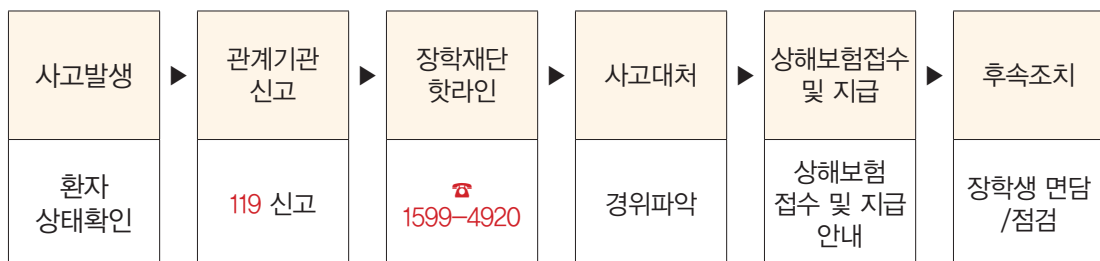 사고발생
▶
관계기관
신고
▶
장학재단
핫라인
▶
사고대처
▶
상해보험접수
및 지급
▶
후속조치
환자
상태확인
119 신고
☎
1599-4920
경위파악
상해보험
접수 및 지급
안내
장학생 면담
/점검